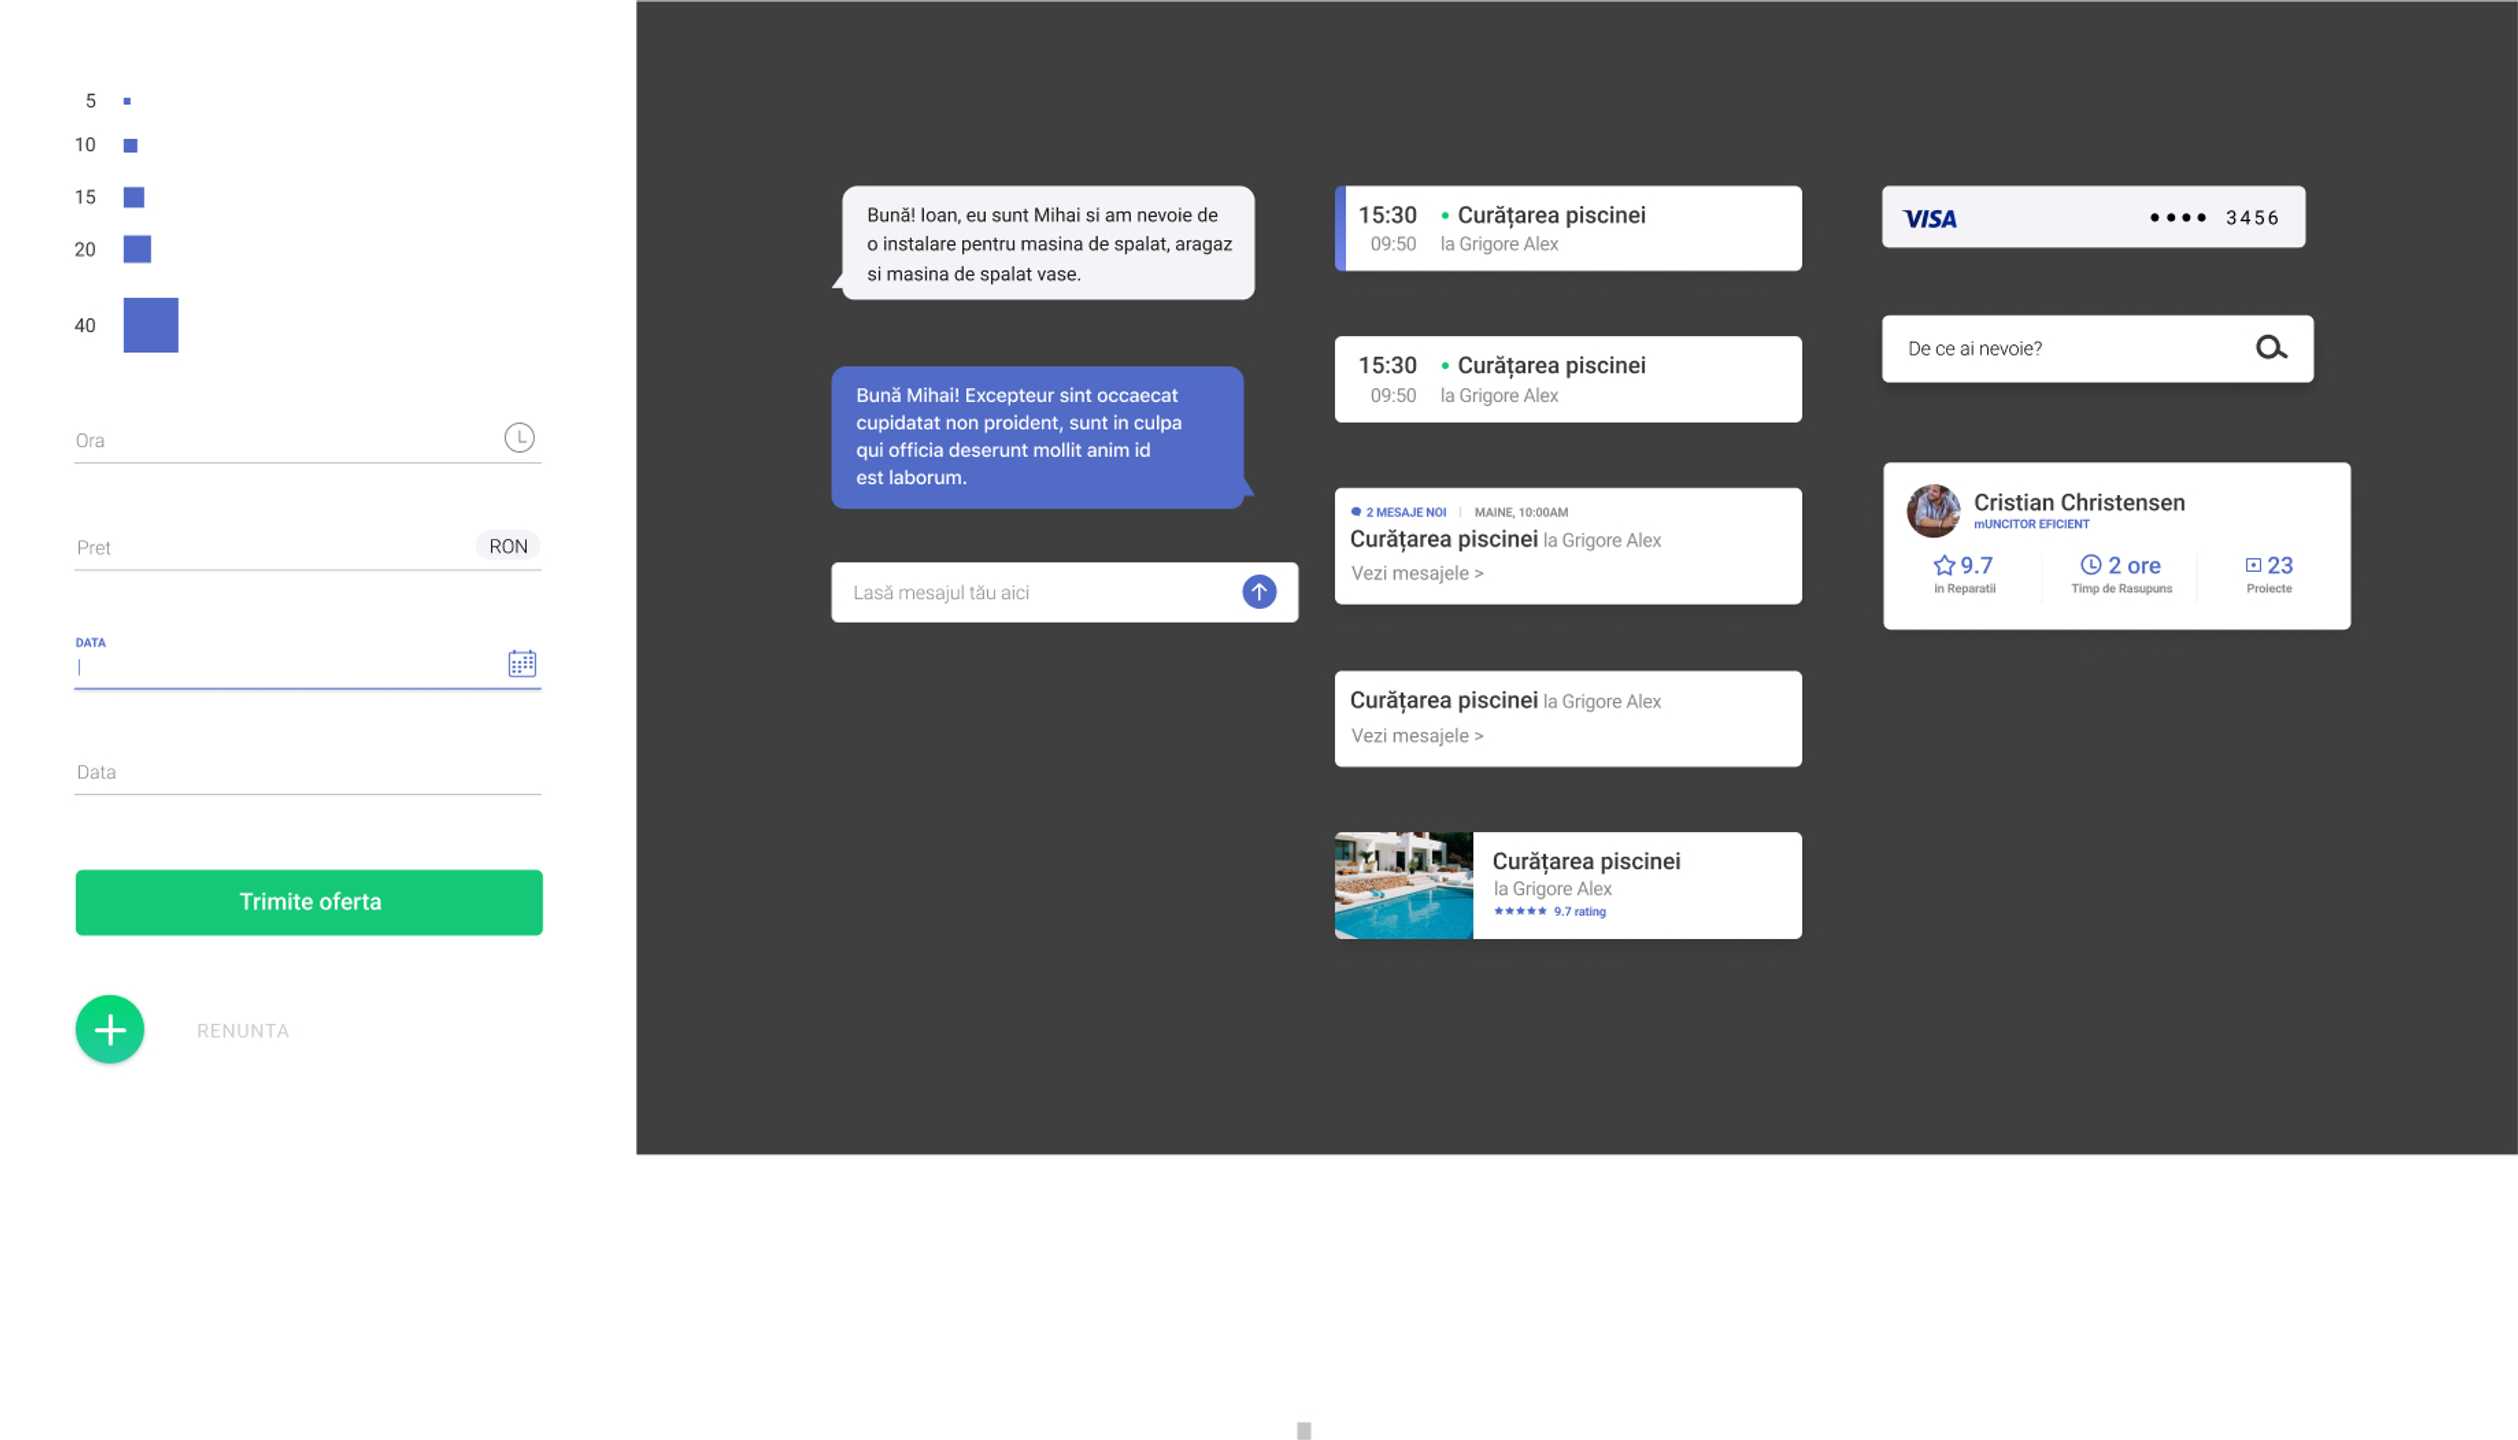 5
10
15
20
40
Ora
Pret
RON
DATA
Data
Trimite oferta
RENUNTA
Bună! Ioan, eu sunt Mihai si am nevoie de
o instalare pentru masina de spalat, aragaz
si masina de spalat vase.
Bună Mihai! Excepteur sint occaecat
cupidatat non proident, sunt in culpa
qui officia deserunt mollit anim id
est laborum.
Lasă mesajul tău aici
15:30 • Curățarea piscinei
09:50 la Grigore Alex
15:30 • Curățarea piscinei
09:50 la Grigore Alex
2 MESAJE NOI | MAINE, 10:00AM
Curățarea piscinei la Grigore Alex
Vezi mesajele >
Curățarea piscinei la Grigore Alex
Vezi mesajele >
Curățarea piscinei
la Grigore Alex
★★★★★ 9.7 rating
VISA •••• 3456
De ce ai nevoie?
Cristian Christensen
mUNCITOR EFICIENT
9.7 2 ore 23
in Reparatii Timp de Rasupuns Proiecte